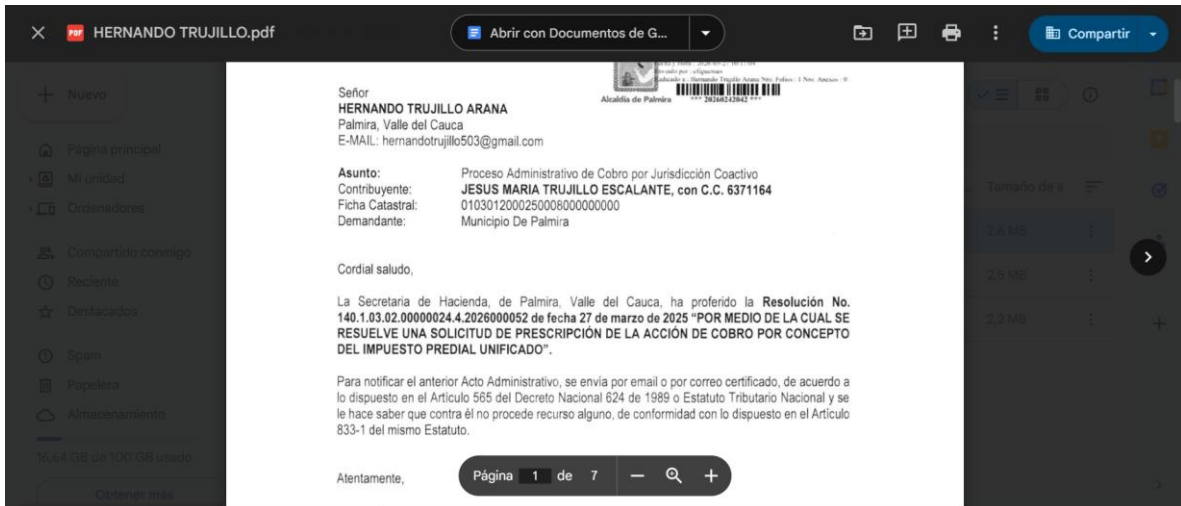 HERNANDO TRUJILLO.pdf
Abrir con Documentos de G...
Compartir
Nuevo
Página principal
Mi unidad
Ordenadores
Compartido conmigo
Reciente
Destacados
Spam
Papelera
Almacenamiento
16,64 GB de 100 GB usado
Obtener más
Tamaño de a
2,6 MB
2,5 MB
2,2 MB
Alcaldía de Palmira
*** 20260242042 ***
Señor
HERNANDO TRUJILLO ARANA
Palmira, Valle del Cauca
E-MAIL: hernandotrujillo503@gmail.com
Asunto: Proceso Administrativo de Cobro por Jurisdicción Coactivo
Contribuyente: JESUS MARIA TRUJILLO ESCALANTE, con C.C. 6371164
Ficha Catastral: 0103012000250008000000000
Demandante: Municipio De Palmira
Cordial saludo,
La Secretaria de Hacienda, de Palmira, Valle del Cauca, ha proferido la Resolución No.
140.1.03.02.00000024.4.2026000052 de fecha 27 de marzo de 2025 “POR MEDIO DE LA CUAL SE
RESUELVE UNA SOLICITUD DE PRESCRIPCIÓN DE LA ACCIÓN DE COBRO POR CONCEPTO
DEL IMPUESTO PREDIAL UNIFICADO”.
Para notificar el anterior Acto Administrativo, se envía por email o por correo certificado, de acuerdo a
lo dispuesto en el Artículo 565 del Decreto Nacional 624 de 1989 o Estatuto Tributario Nacional y se
le hace saber que contra él no procede recurso alguno, de conformidad con lo dispuesto en el Artículo
833-1 del mismo Estatuto.
Atentamente,
Página 1 de 7